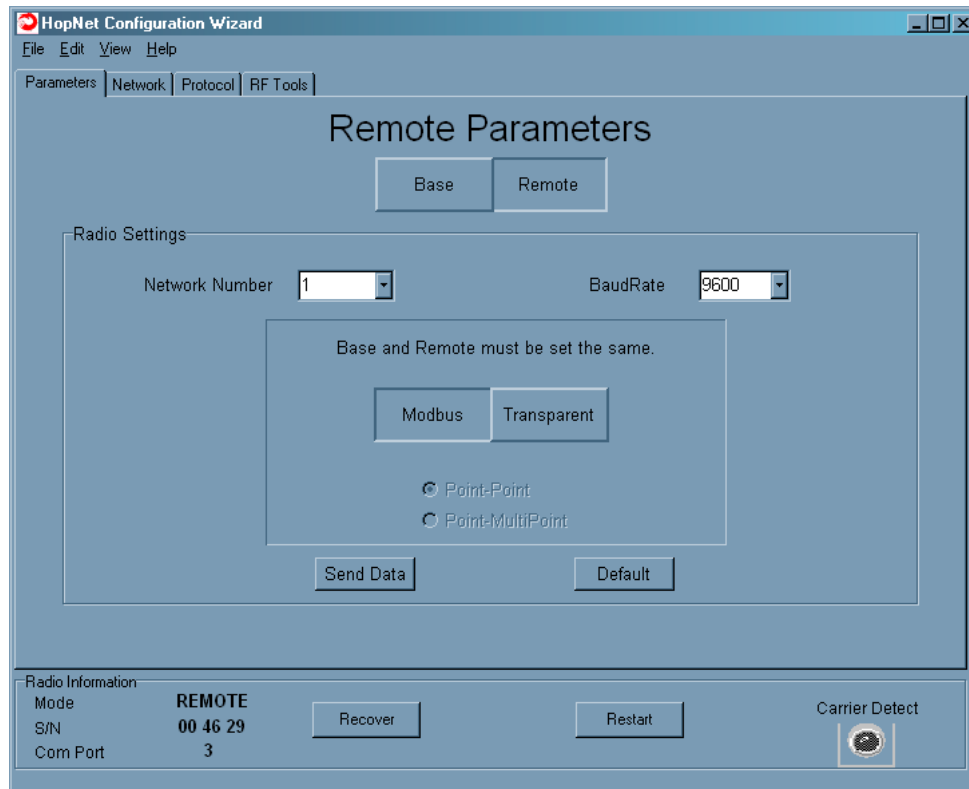 HopNet Configuration Wizard
File Edit View Help
Parameters Network Protocol RF Tools
Remote Parameters
Base Remote
Radio Settings
Network Number 1 BaudRate 9600
Base and Remote must be set the same.
Modbus Transparent
Point-Point
Point-MultiPoint
Send Data Default
Radio Information
Mode REMOTE
S/N 00 46 29
Com Port 3
Recover Restart
Carrier Detect